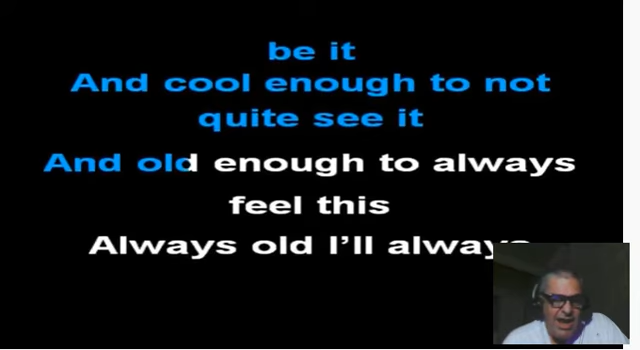 be it
And cool enough to not
quite see it
And old enough to always
feel this
Always old I'll always